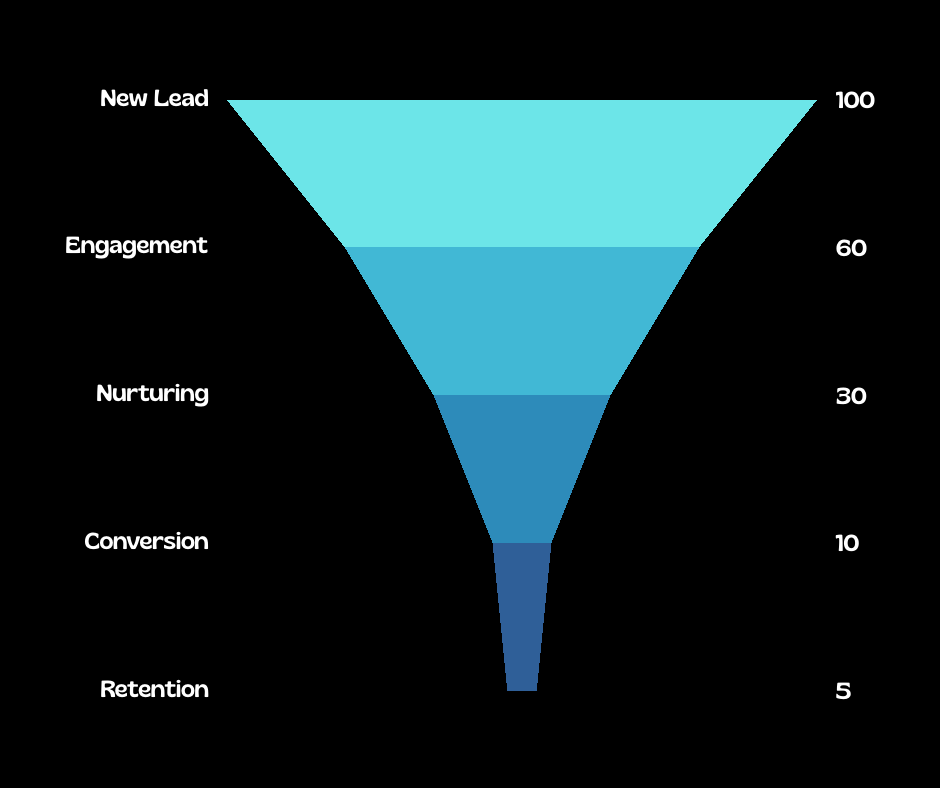 New Lead 100
Engagement 60
Nurturing 30
Conversion 10
Retention 5